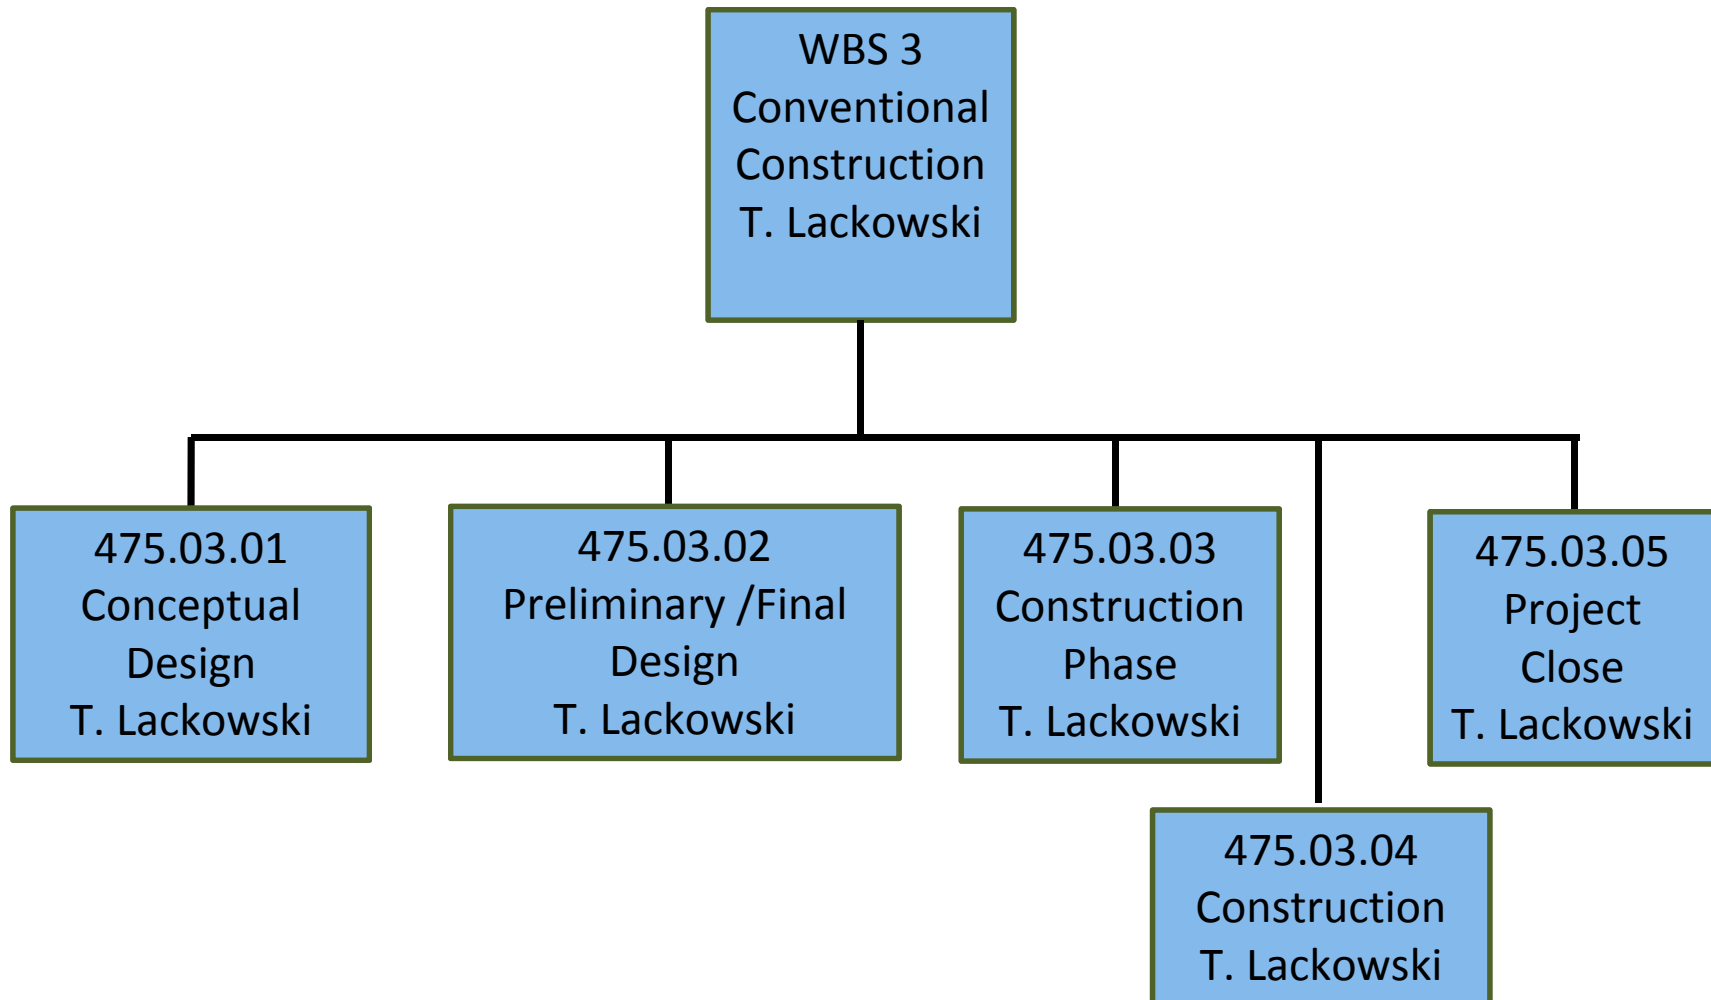 WBS 3
Conventional
Construction
T. Lackowski
475.03.01
Conceptual
Design
T. Lackowski
475.03.02
Preliminary /Final
Design
T. Lackowski
475.03.03
Construction
Phase
T. Lackowski
475.03.05
Project
Close
T. Lackowski
475.03.04
Construction
T. Lackowski